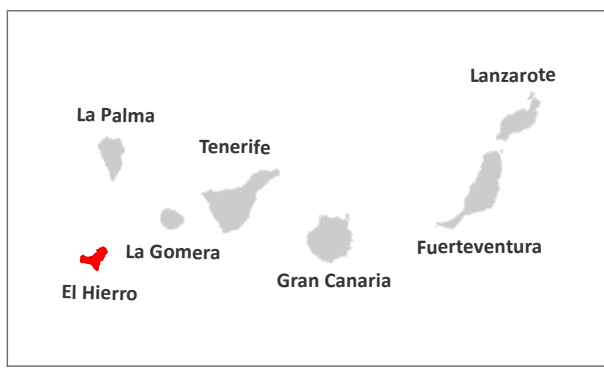 Lanzarote
La Palma
Tenerife
La Gomera
Fuerteventura
Gran Canaria
El Hierro